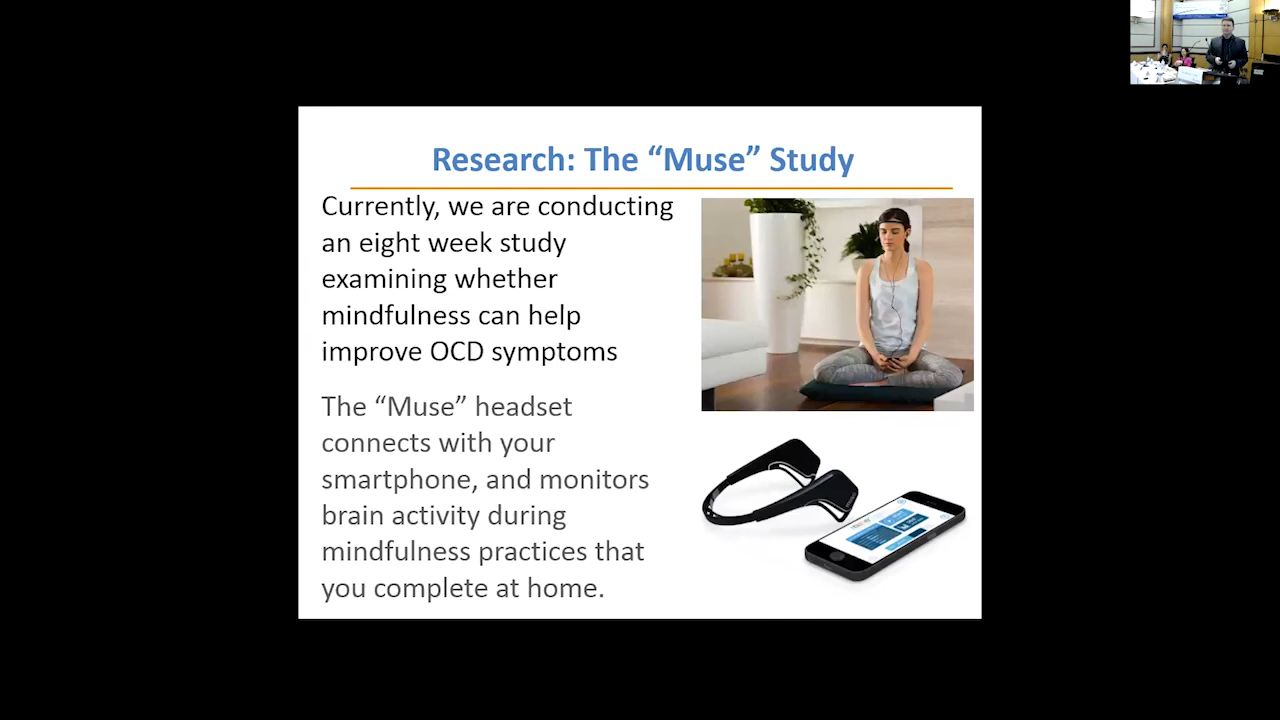 Research: The “Muse” Study
Currently, we are conducting
an eight week study
examining whether
mindfulness can help
improve OCD symptoms
The “Muse” headset
connects with your
smartphone, and monitors
brain activity during
mindfulness practices that
you complete at home.